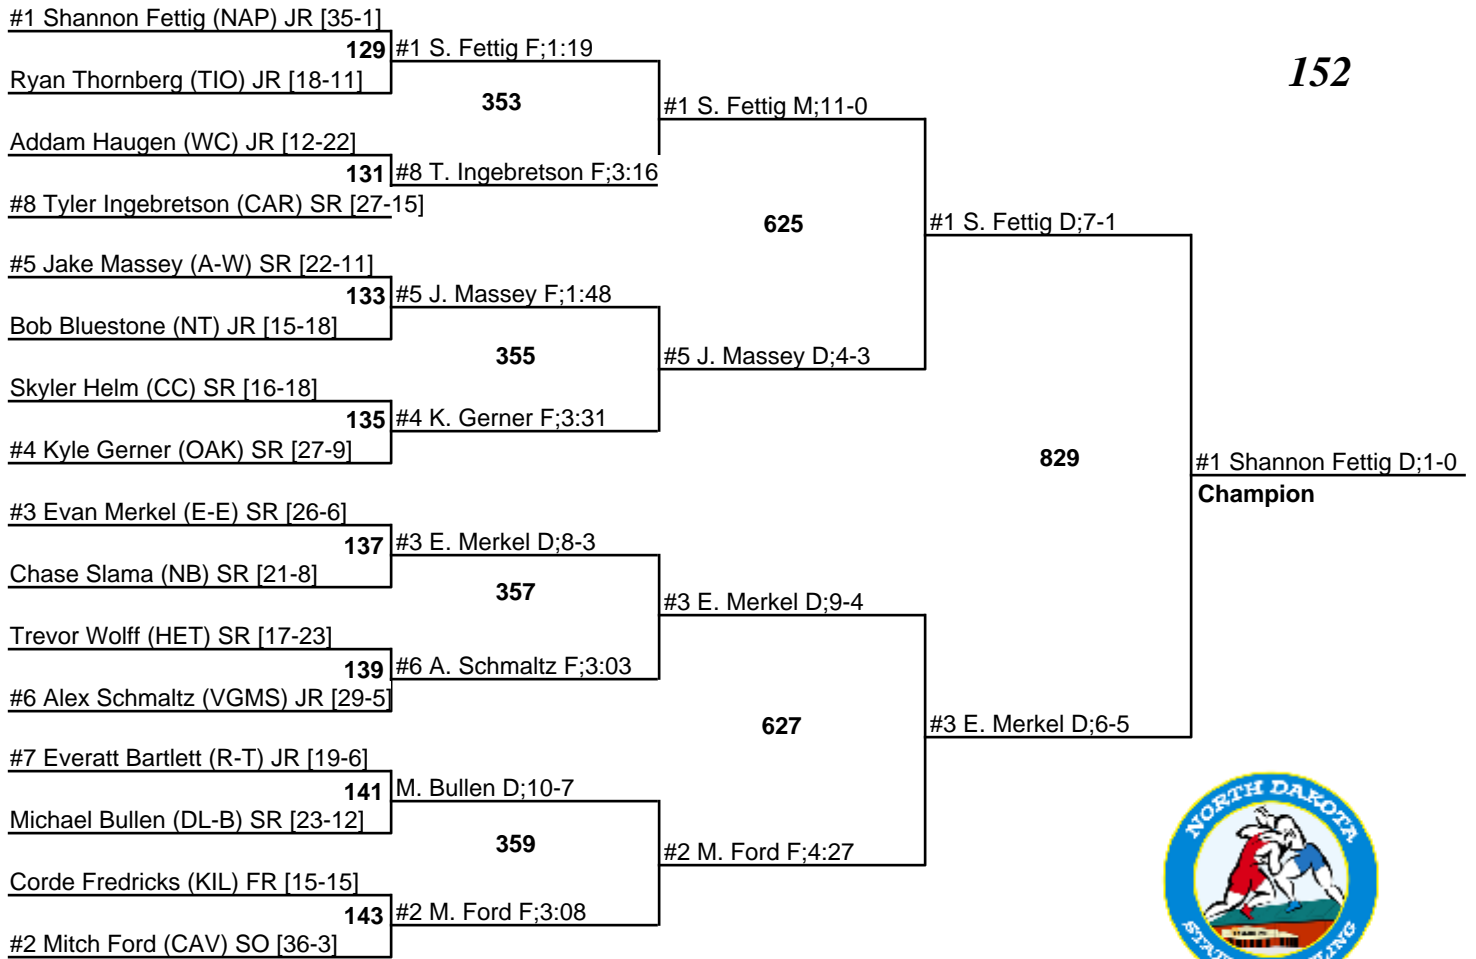 #1 Shannon Fettig (NAP) JR [35-1]
129
#1 S. Fettig F;1:19
Ryan Thornberg (TIO) JR [18-11]
152
353
#1 S. Fettig M;11-0
Addam Haugen (WC) JR [12-22]
131
#8 T. Ingebretson F;3:16
#8 Tyler Ingebretson (CAR) SR [27-15]
625
#1 S. Fettig D;7-1
#5 Jake Massey (A-W) SR [22-11]
133
#5 J. Massey F;1:48
Bob Bluestone (NT) JR [15-18]
355
#5 J. Massey D;4-3
Skyler Helm (CC) SR [16-18]
135
#4 K. Gerner F;3:31
#4 Kyle Gerner (OAK) SR [27-9]
829
#1 Shannon Fettig D;1-0
Champion
#3 Evan Merkel (E-E) SR [26-6]
137
#3 E. Merkel D;8-3
Chase Slama (NB) SR [21-8]
357
#3 E. Merkel D;9-4
Trevor Wolff (HET) SR [17-23]
139
#6 A. Schmaltz F;3:03
#6 Alex Schmaltz (VGMS) JR [29-5]
627
#3 E. Merkel D;6-5
#7 Everatt Bartlett (R-T) JR [19-6]
141
M. Bullen D;10-7
Michael Bullen (DL-B) SR [23-12]
359
#2 M. Ford F;4:27
Corde Fredricks (KIL) FR [15-15]
143
#2 M. Ford F;3:08
#2 Mitch Ford (CAV) SO [36-3]
NORTH DAKOTA